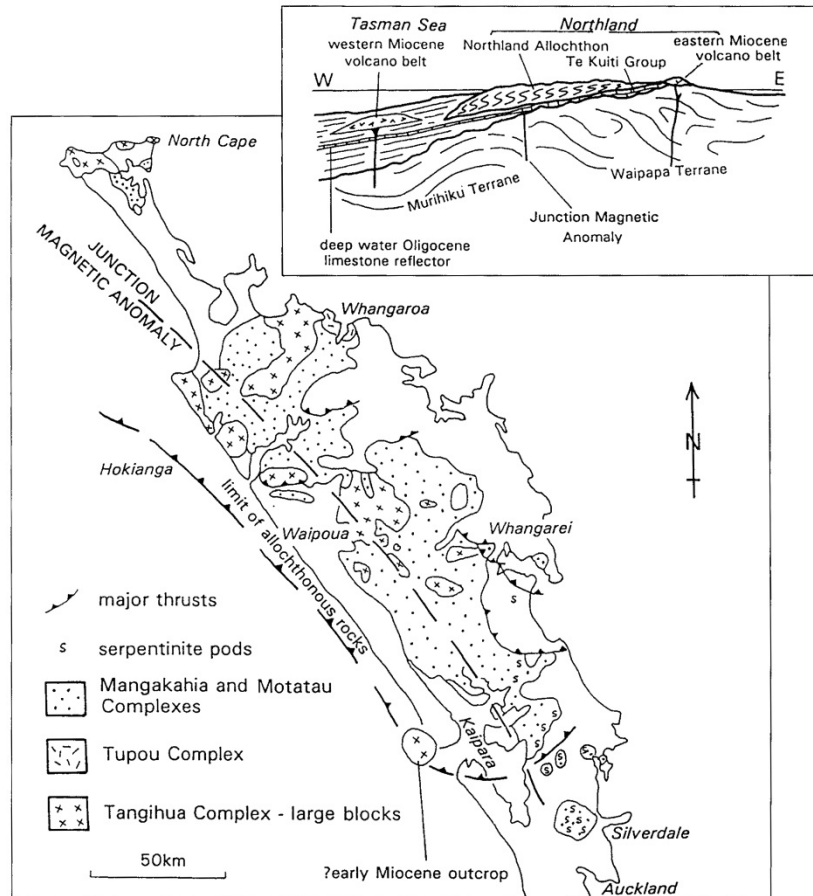 Tasman Sea
western Miocene
volcano belt
Northland
Northland Allochthon
Te Kuiti Group
eastern Miocene
volcano belt
W
E
Murihiku Terrane
Waipapa Terrane
Junction Magnetic
Anomaly
deep water Oligocene
limestone reflector
North Cape
JUNCTION
MAGNETIC ANOMALY
Whangaroa
N
Hokianga
limit of allochthonous rocks
Waipoua
Whangarei
s
s
s
s
s
s
s
s
s s
s s s
s s
Kaipara
major thrusts
s serpentinite pods
Mangakahia and Motatau
Complexes
Tupou Complex
Tangihua Complex - large blocks
50km
?early Miocene outcrop
Silverdale
Auckland